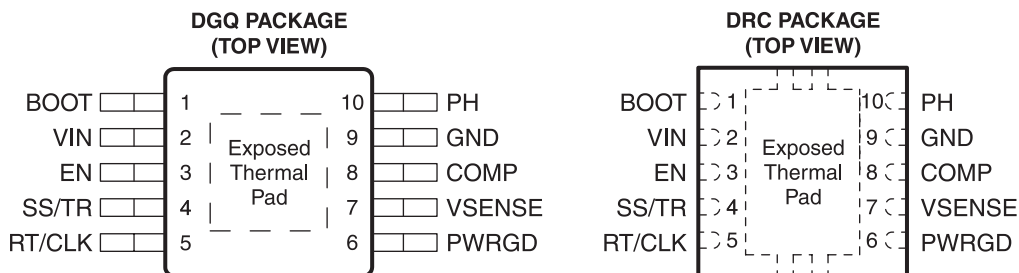 DGQ PACKAGE
(TOP VIEW)
BOOT 1 10 PH
VIN 2 9 GND
EN 3 8 COMP
SS/TR 4 7 VSENSE
RT/CLK 5 6 PWRGD
Exposed
Thermal
Pad
DRC PACKAGE
(TOP VIEW)
BOOT 1 10 PH
VIN 2 9 GND
EN 3 8 COMP
SS/TR 4 7 VSENSE
RT/CLK 5 6 PWRGD
Exposed
Thermal
Pad